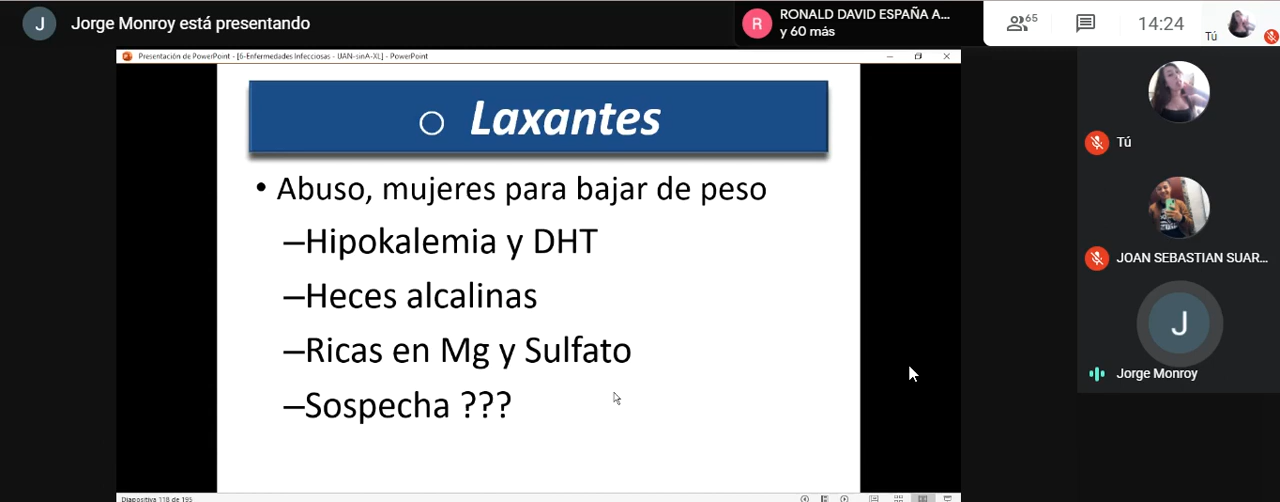 J Jorge Monroy está presentando
R RONALD DAVID ESPAÑA A...
y 60 más
65
14:24
Tú
Presentación de PowerPoint - [6-Enfermedades Infecciosas - UAN-sinA-XL] - PowerPoint
o Laxantes
• Abuso, mujeres para bajar de peso
–Hipokalemia y DHT
–Heces alcalinas
–Ricas en Mg y Sulfato
–Sospecha ???
Diapositiva 118 de 195
Tú
JOAN SEBASTIAN SUAR...
J
Jorge Monroy